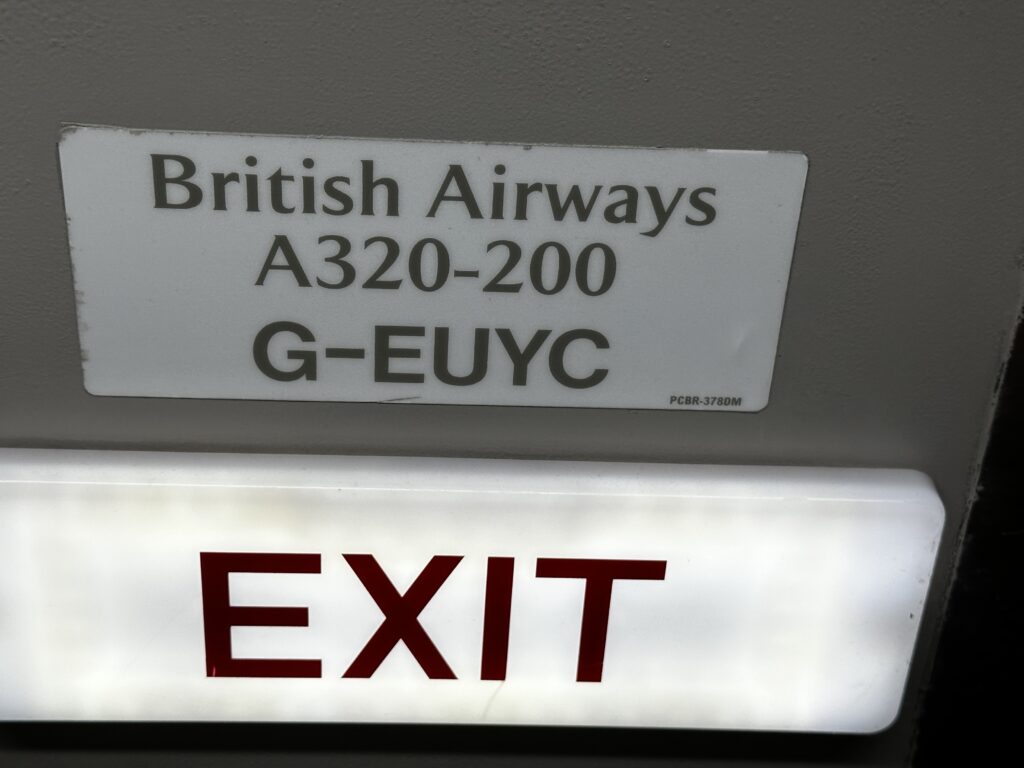 British Airways
A320-200
G-EUYC
PCBR-378DM
EXIT